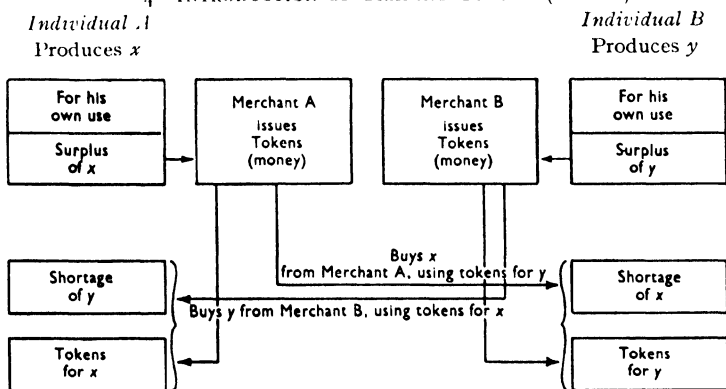 Individual A
Individual B
Produces x
Produces y
For his
own use
Surplus
of x
Merchant A
issues
Tokens
(money)
Merchant B
issues
Tokens
(money)
For his
own use
Surplus
of y
Buys x
from Merchant A, using tokens for y
Shortage
of y
Shortage
of x
Buys y from Merchant B, using tokens for x
Tokens
for x
Tokens
for y